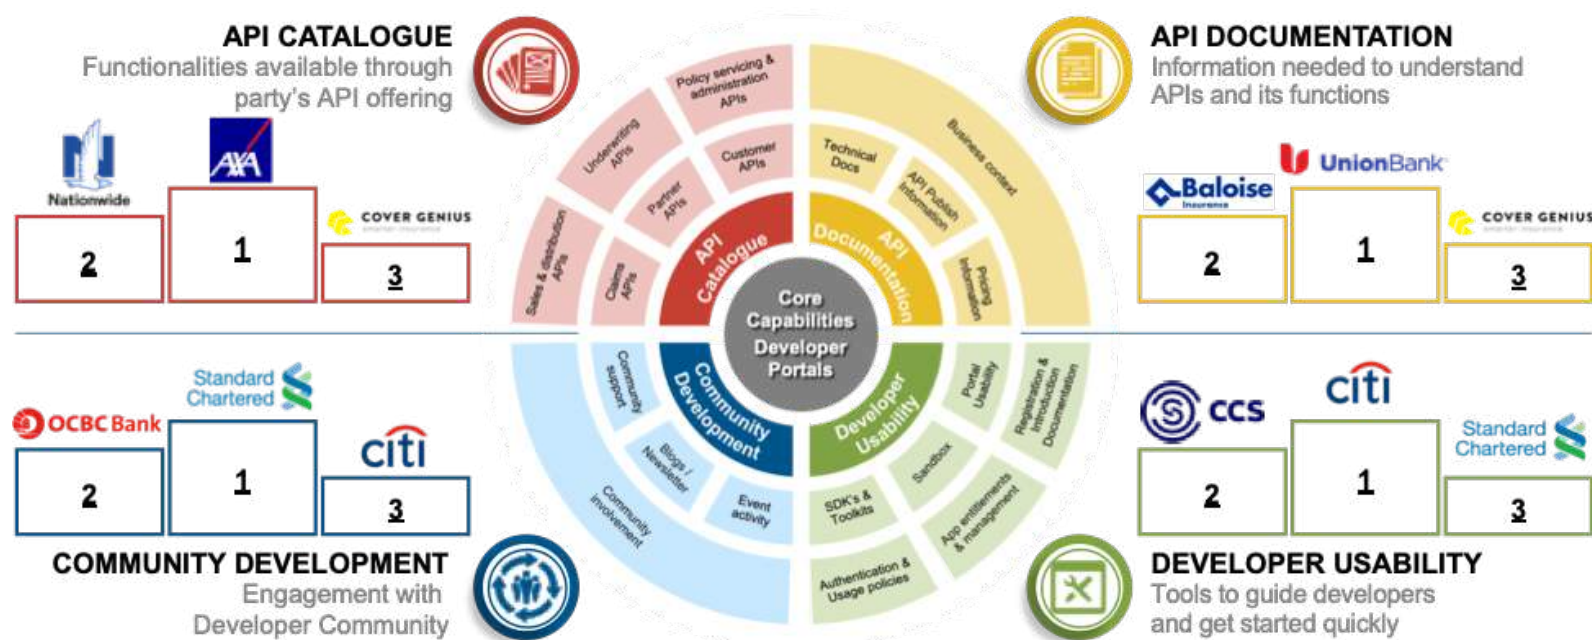 API CATALOGUE
Functionalities available through
party's API offering
Nationwide
AXA
COVER GENIUS
smarter insurance
2
1
3
API DOCUMENTATION
Information needed to understand
APIs and its functions
Baloise
Insurance
UnionBank
COVER GENIUS
smarter insurance
2
1
3
Policy servicing &
administration
APIs
Underwriting
APIs
Sales & distribution
APIs
Customer
APIs
Partner
APIs
Claims
APIs
API
Catalogue
Business context
Technical
Docs
API Publish
Information
Pricing
Information
API
Documentation
Core
Capabilities
Developer
Portals
Community
support
Blogs /
Newsletter
Event
activity
Community
involvement
Community
Development
Portal
Usability
Sandbox
SDK's &
Toolkits
Registration &
Introduction
Documentation
App entitlements
& management
Authentication &
Usage policies
Developer
Usability
OCBC Bank
Standard
Chartered
citi
2
1
3
COMMUNITY DEVELOPMENT
Engagement with
Developer Community
CCS
citi
Standard
Chartered
2
1
3
DEVELOPER USABILITY
Tools to guide developers
and get started quickly